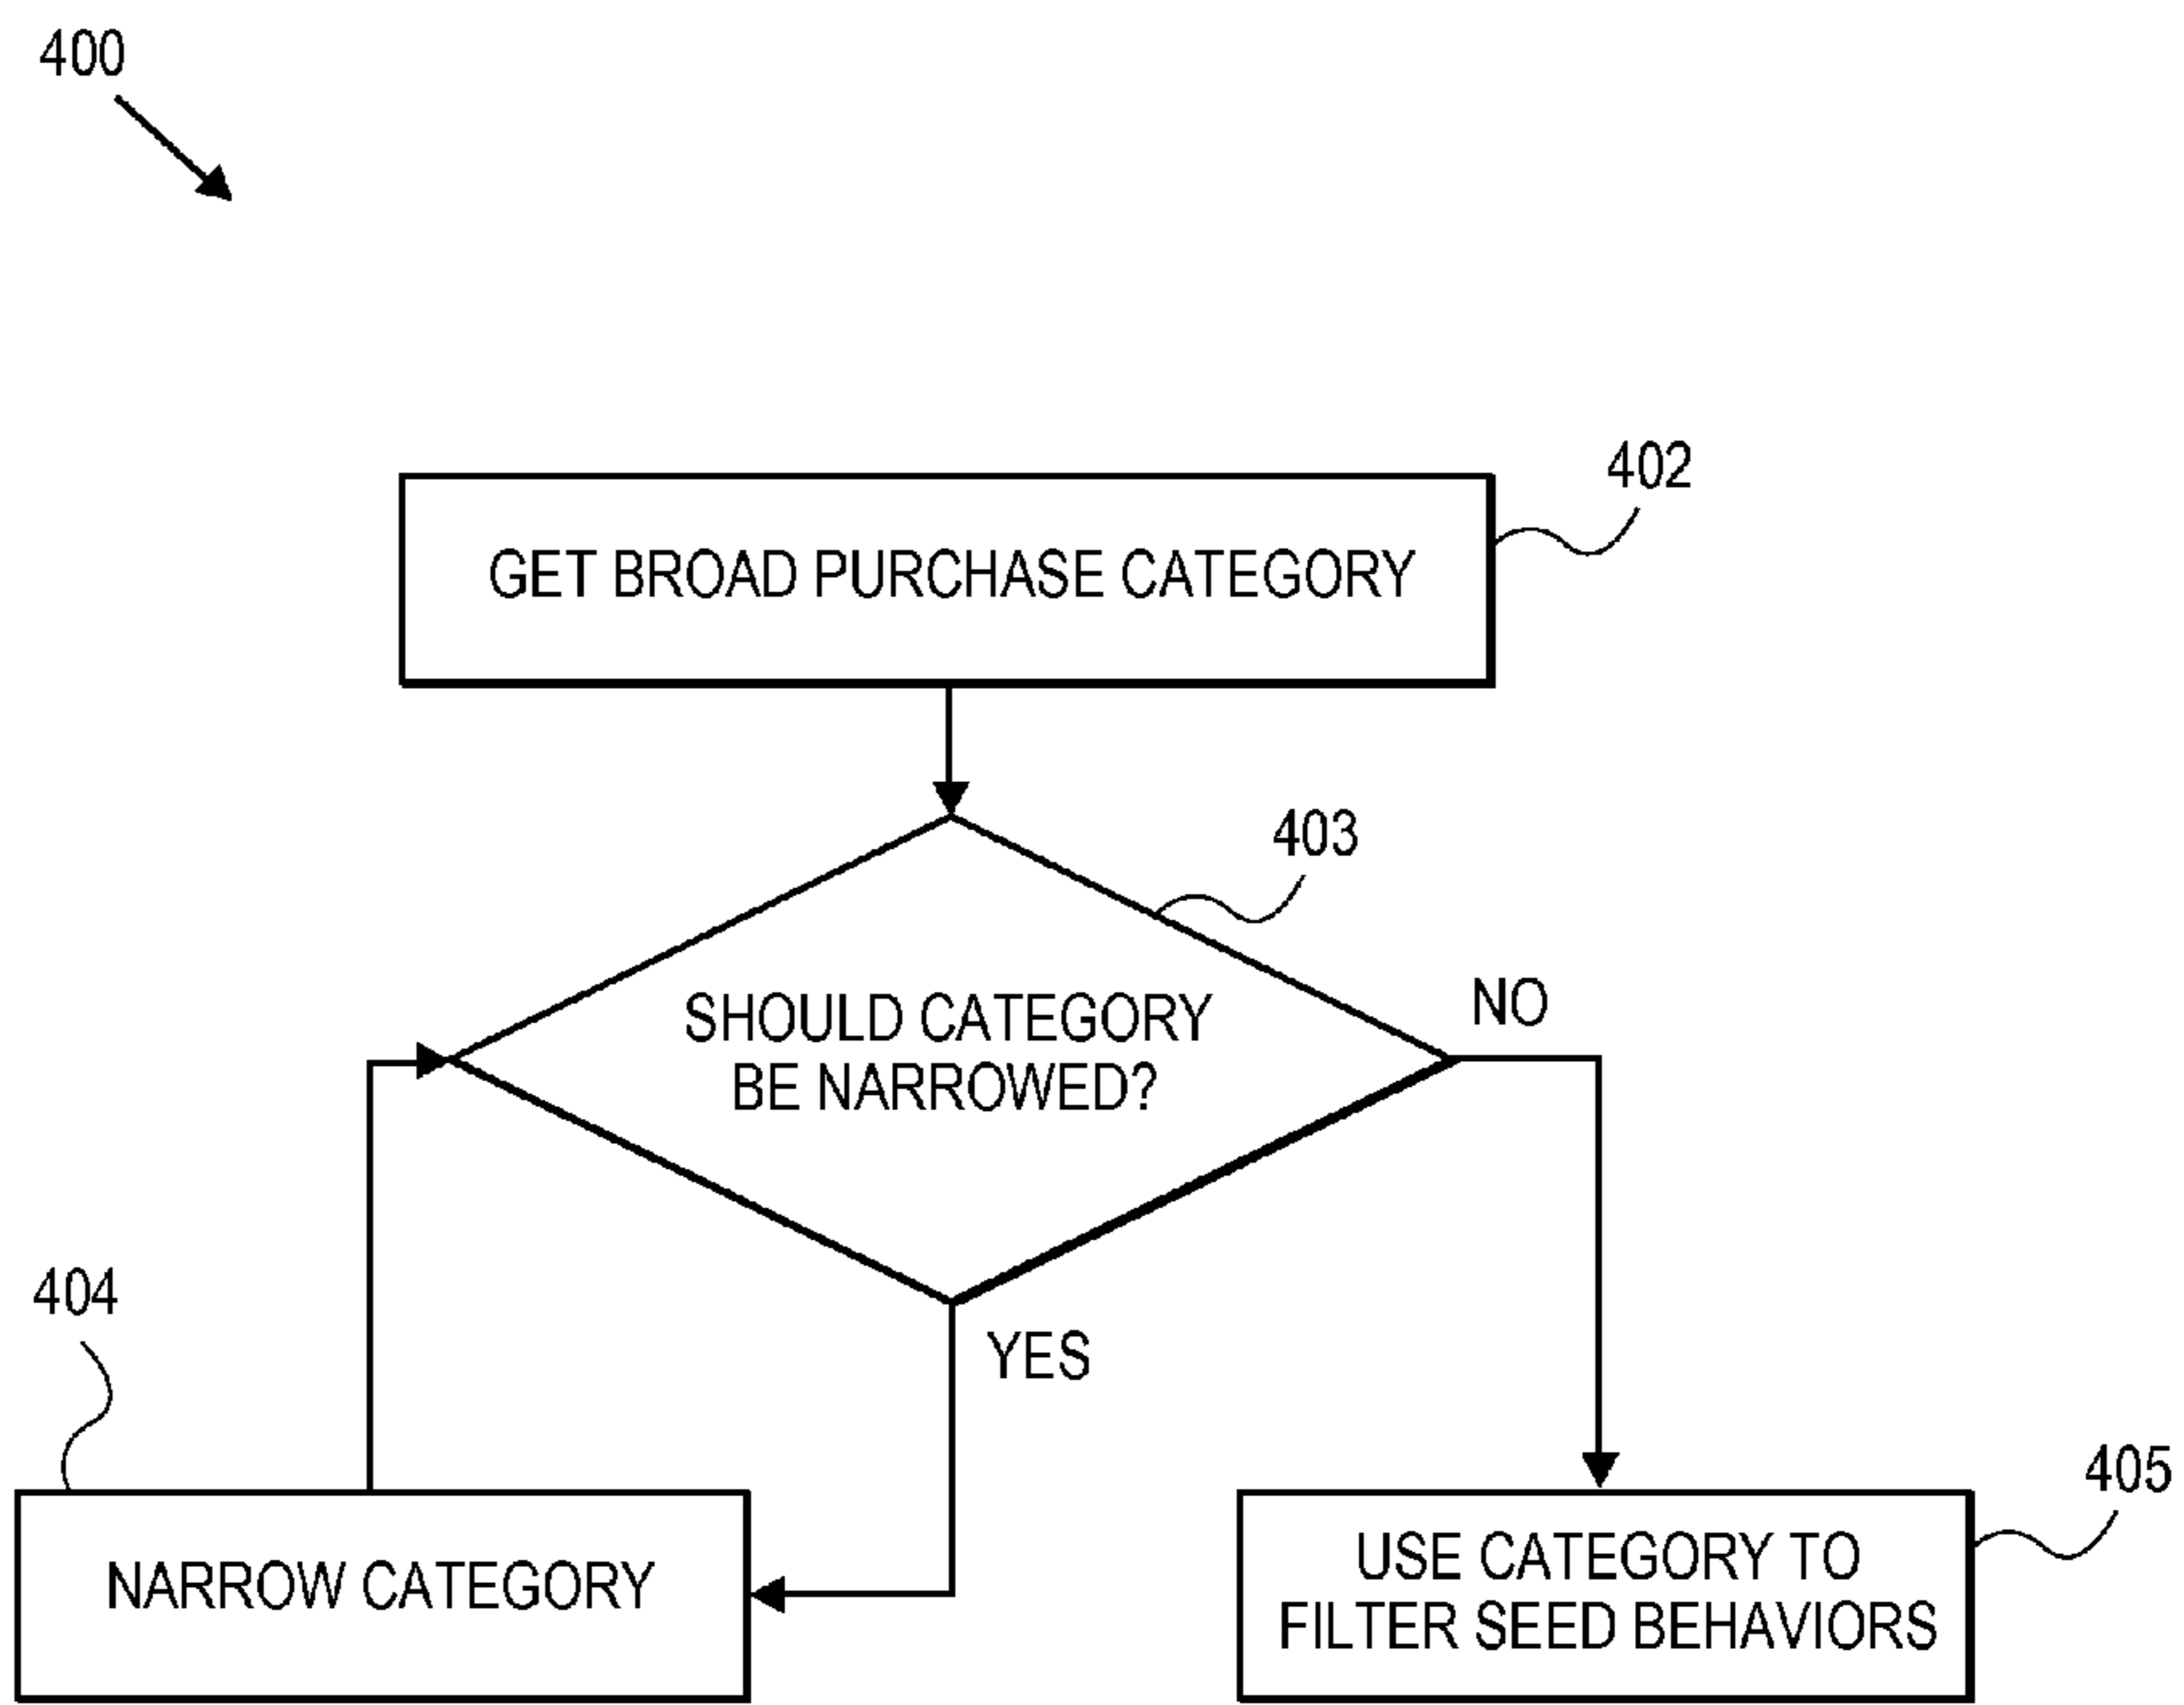 400
402
GET BROAD PURCHASE CATEGORY
403
SHOULD CATEGORY
BE NARROWED?
NO
YES
404
NARROW CATEGORY
405
USE CATEGORY TO
FILTER SEED BEHAVIORS